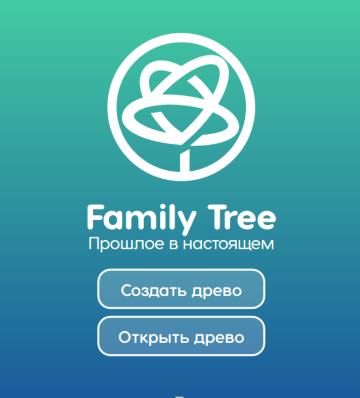 Family Tree
Прошлое в настоящем
Создать древо
Открыть древо